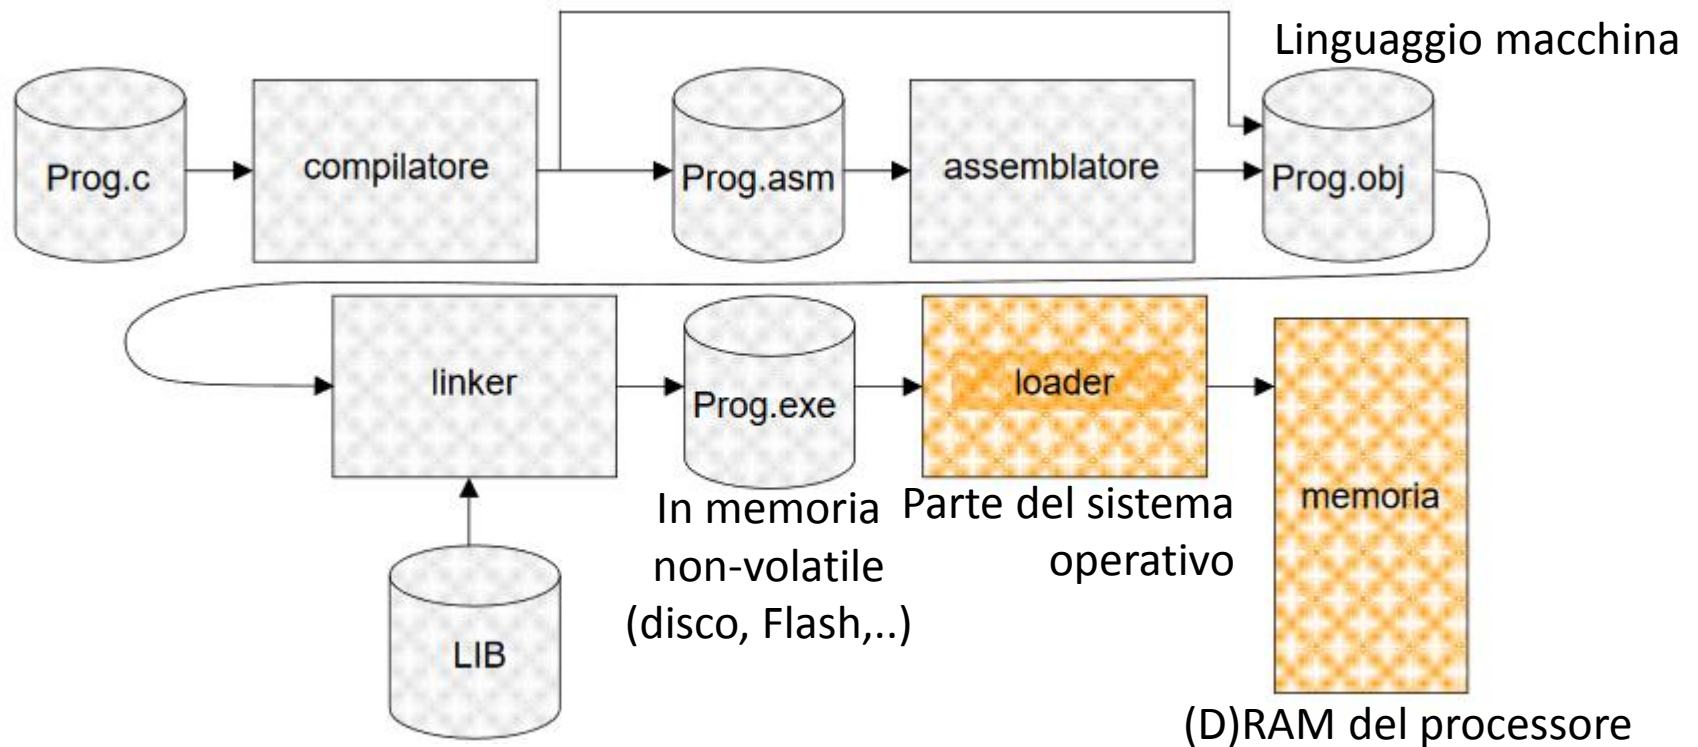 Linguaggio macchina
Prog.c
compilatore
Prog.asm
assemblatore
Prog.obj
linker
Prog.exe
loader
memoria
In memoria
non-volatile
(disco, Flash,..)
Parte del sistema
operativo
LIB
(D)RAM del processore